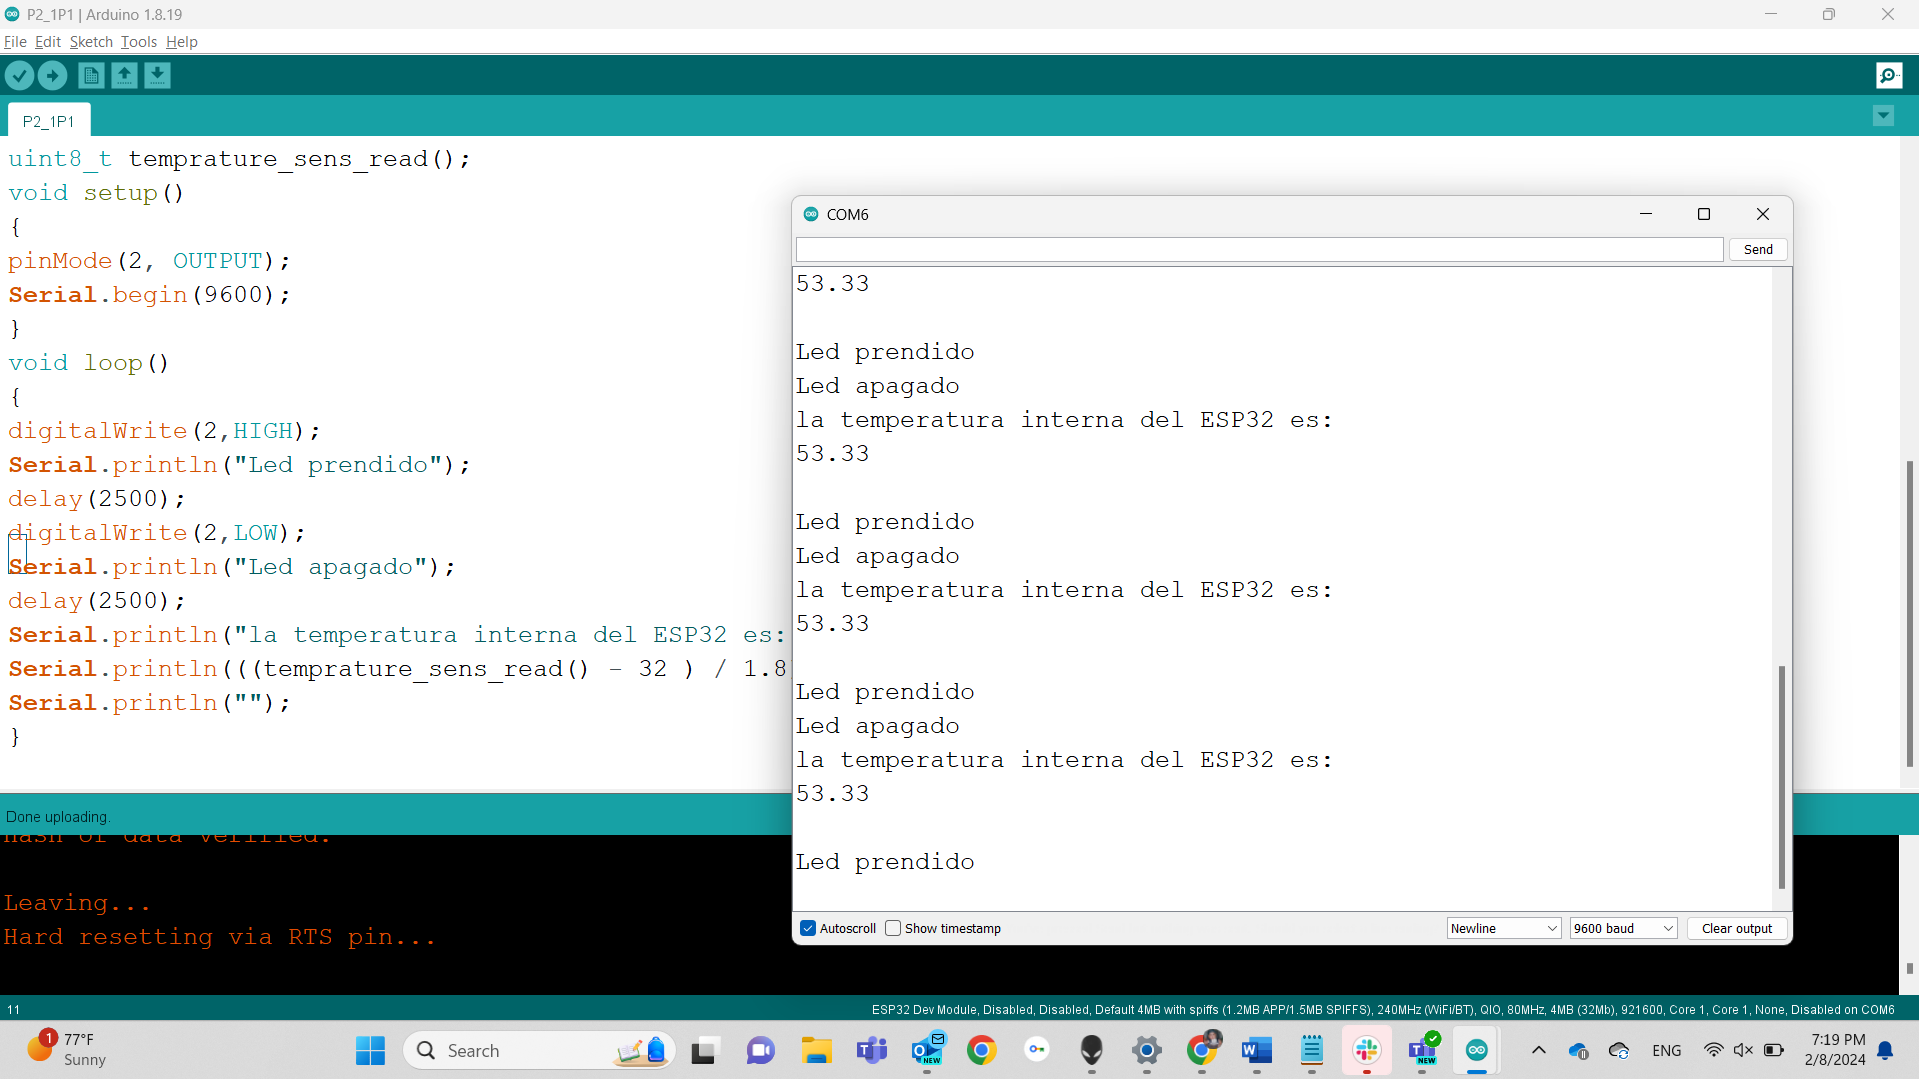 P2_1P1 | Arduino 1.8.19
File Edit Sketch Tools Help
P2_1P1
uint8_t temprature_sens_read();
void setup()
{
pinMode(2, OUTPUT);
Serial.begin(9600);
}
void loop()
{
digitalWrite(2,HIGH);
Serial.println("Led prendido");
delay(2500);
digitalWrite(2,LOW);
Serial.println("Led apagado");
delay(2500);
Serial.println("la temperatura interna del ESP32 es:
Serial.println(((temprature_sens_read() - 32 ) / 1.8
Serial.println("");
}
COM6
Send
53.33
Led prendido
Led apagado
la temperatura interna del ESP32 es:
53.33
Led prendido
Led apagado
la temperatura interna del ESP32 es:
53.33
Led prendido
Led apagado
la temperatura interna del ESP32 es:
53.33
Led prendido
Autoscroll Show timestamp Newline 9600 baud Clear output
Done uploading.
Hash of data verified.
Leaving...
Hard resetting via RTS pin...
11 ESP32 Dev Module, Disabled, Disabled, Default 4MB with spiffs (1.2MB APP/1.5MB SPIFFS), 240MHz (WiFi/BT), QIO, 80MHz, 4MB (32Mb), 921600, Core 1, Core 1, None, Disabled on COM6
1 77°F
Sunny
Search
NEW
NEW
ENG
7:19 PM
2/8/2024